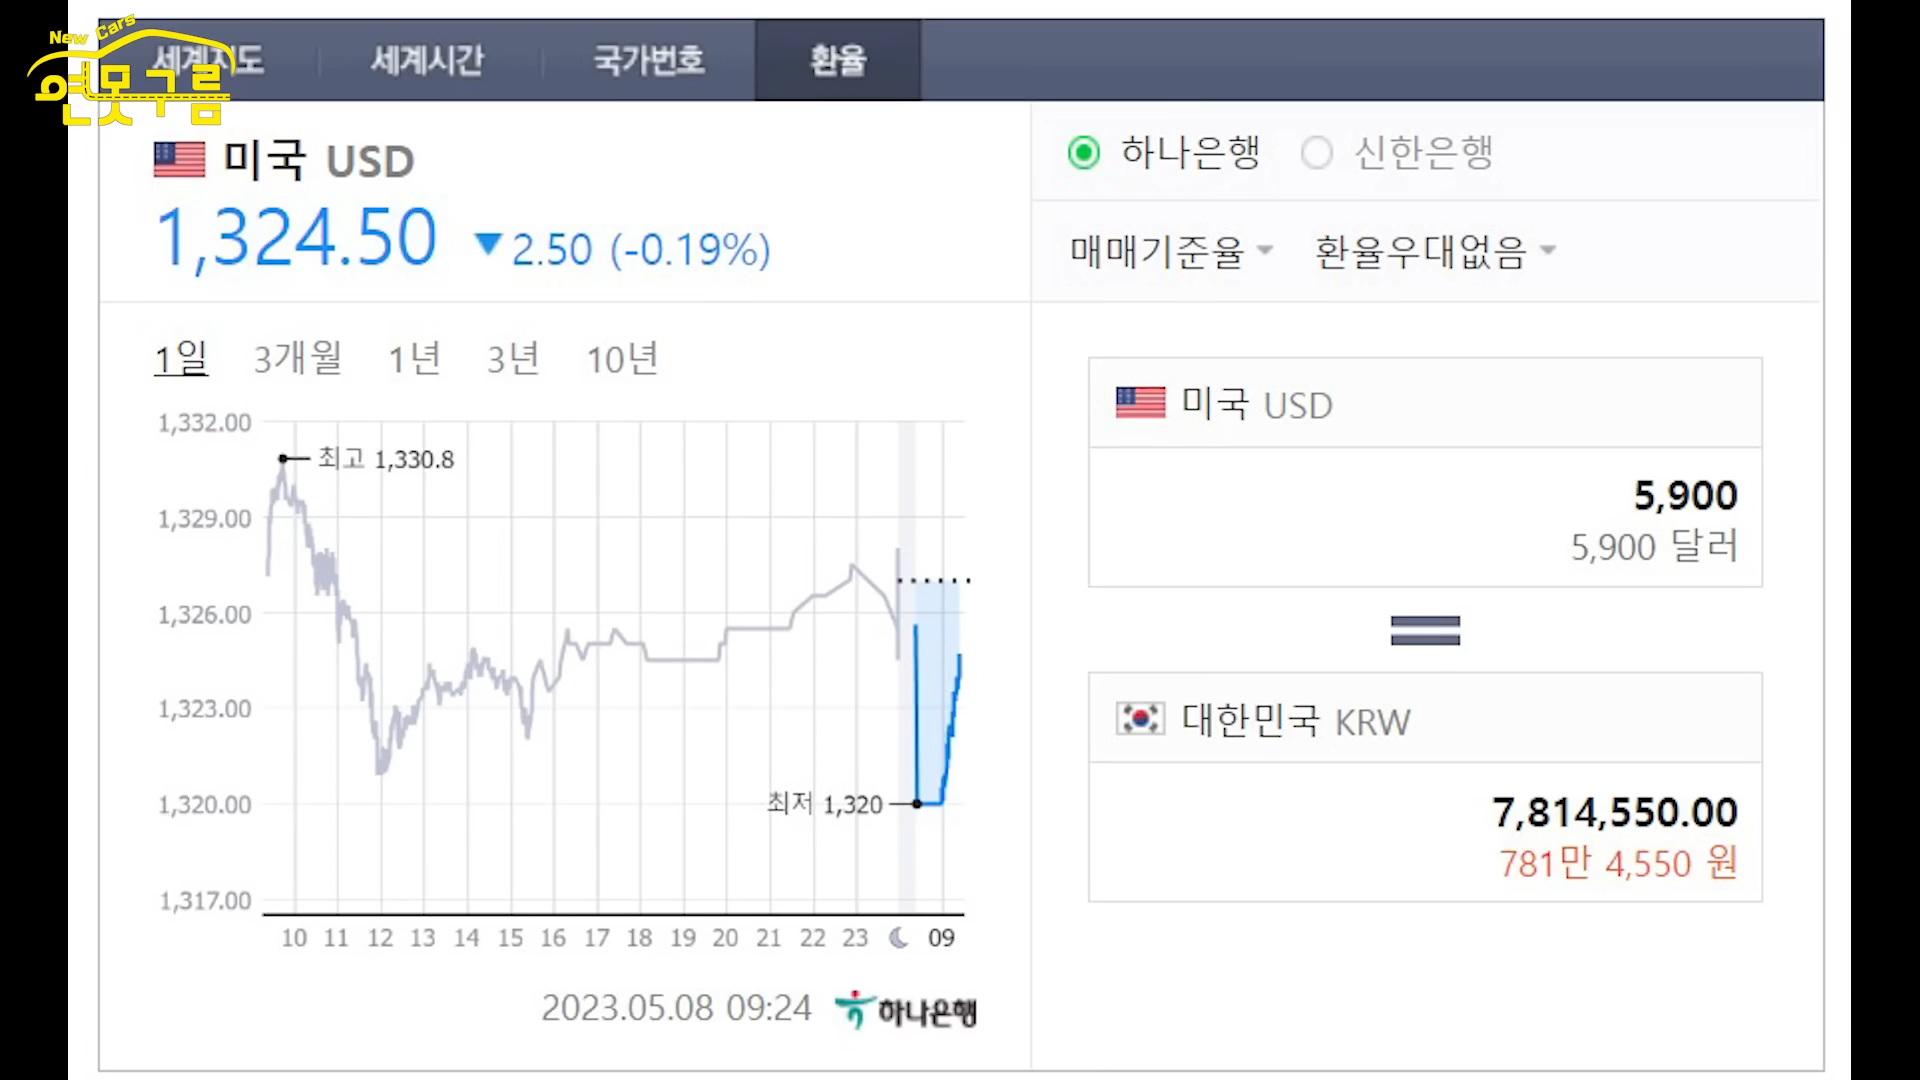 New Cars
연못구름
세계지도 세계시간 국가번호 환율
미국 USD
1,324.50 ▼2.50 (-0.19%)
하나은행 신한은행
매매기준율 환율우대없음
1일 3개월 1년 3년 10년
1,332.00
1,329.00
1,326.00
1,323.00
1,320.00
1,317.00
최고 1,330.8
최저 1,320
10 11 12 13 14 15 16 17 18 19 20 21 22 23 09
2023.05.08 09:24 하나은행
미국 USD
5,900
5,900 달러
대한민국 KRW
7,814,550.00
781만 4,550 원